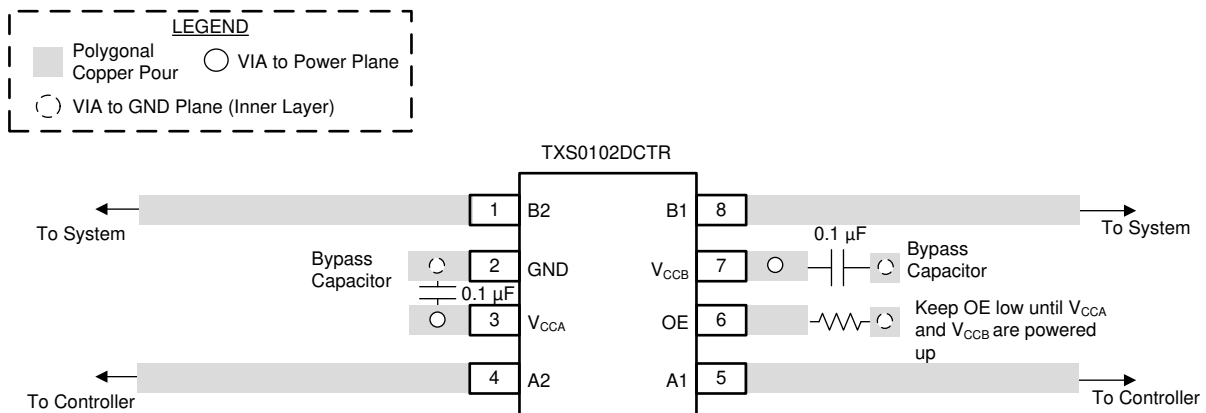 LEGEND
Polygonal
Copper Pour
VIA to Power Plane
VIA to GND Plane (Inner Layer)
TXS0102DCTR
1 B2
B1 8
To System
To System
Bypass
Capacitor
2 GND
0.1 µF
3 VCCA
VCCB 7
0.1 µF
Bypass
Capacitor
OE 6
Keep OE low until VCCA
and VCCB are powered
up
4 A2
A1 5
To Controller
To Controller